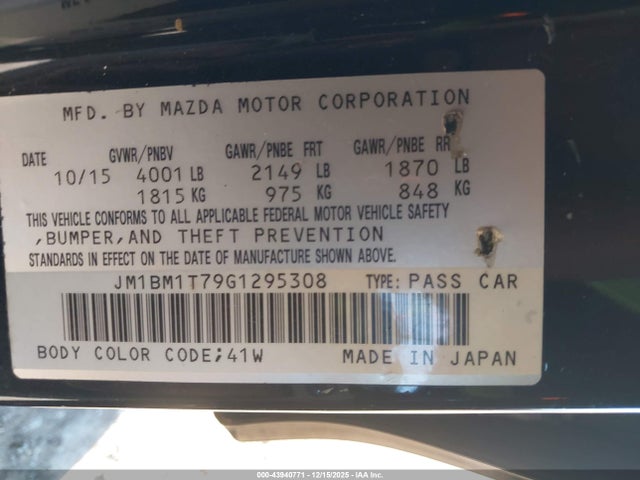 MFD. BY MAZDA MOTOR CORPORATION
DATE GVWR/PNBV GAWR/PNBE FRT GAWR/PNBE RR
10/15 4001 LB 2149 LB 1870 LB
1815 KG 975 KG 848 KG
THIS VEHICLE CONFORMS TO ALL APPLICABLE FEDERAL MOTOR VEHICLE SAFETY
,BUMPER,AND THEFT PREVENTION
STANDARDS IN EFFECT ON THE DATE OF MANUFACTURE SHOWN ABOVE.
JM1BM1T79G1295308 TYPE: PASS CAR
BODY COLOR CODE;41W MADE IN JAPAN
000-43940771 - 12/15/2025 - IAAI.COM